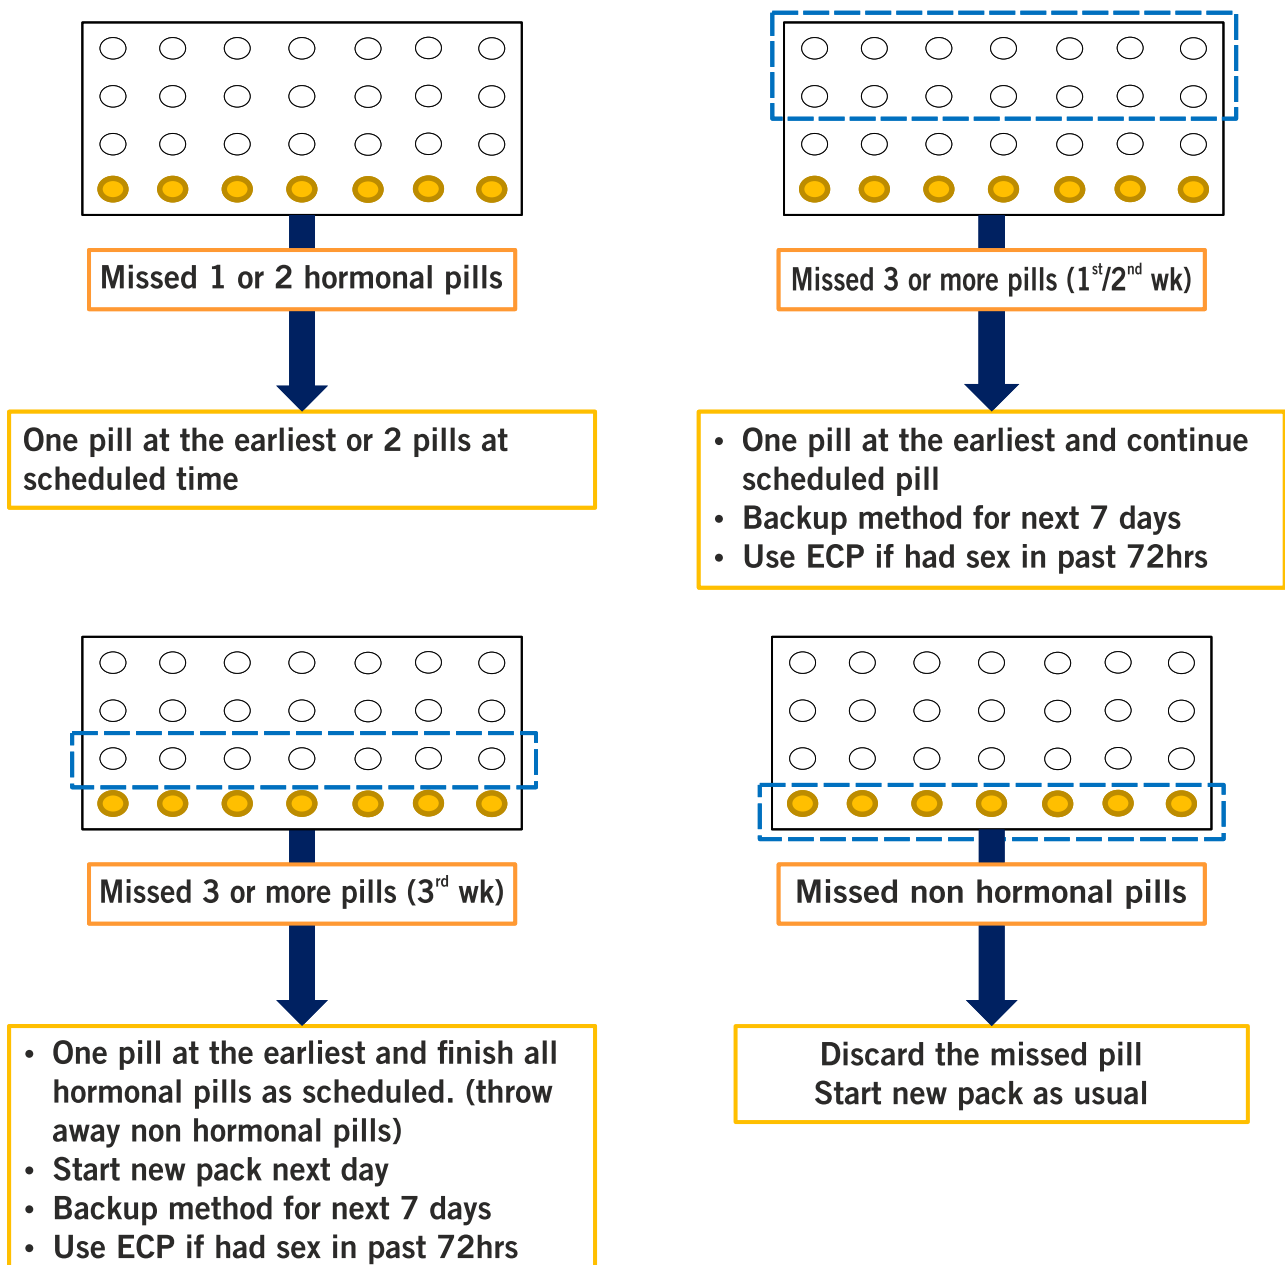 Missed 1 or 2 hormonal pills
One pill at the earliest or 2 pills at
scheduled time
Missed 3 or more pills (1st/2nd wk)
• One pill at the earliest and continue
scheduled pill
• Backup method for next 7 days
• Use ECP if had sex in past 72hrs
Missed 3 or more pills (3rd wk)
• One pill at the earliest and finish all
hormonal pills as scheduled. (throw
away non hormonal pills)
• Start new pack next day
• Backup method for next 7 days
• Use ECP if had sex in past 72hrs
Missed non hormonal pills
Discard the missed pill
Start new pack as usual